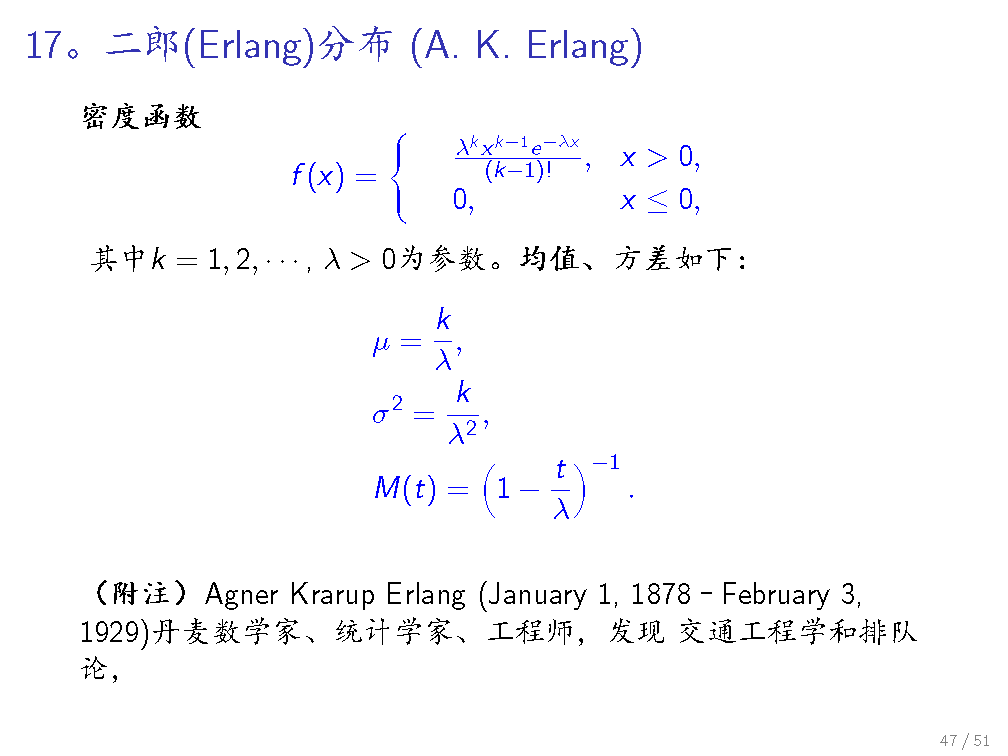 17。二郎(Erlang)分布 (A. K. Erlang)
密度函数
f(x) = { λ^k x^{k−1} e^{−λx} / (k−1)! , x > 0,
0, x ≤ 0,
其中k = 1, 2, ⋯ , λ > 0为参数。均值、方差如下：
μ = k/λ,
σ² = k/λ²,
M(t) = (1 − t/λ)^{−1} .
（附注）Agner Krarup Erlang (January 1, 1878 – February 3,
1929)丹麦数学家、统计学家、工程师，发现 交通工程学和排队
论，
47 / 51